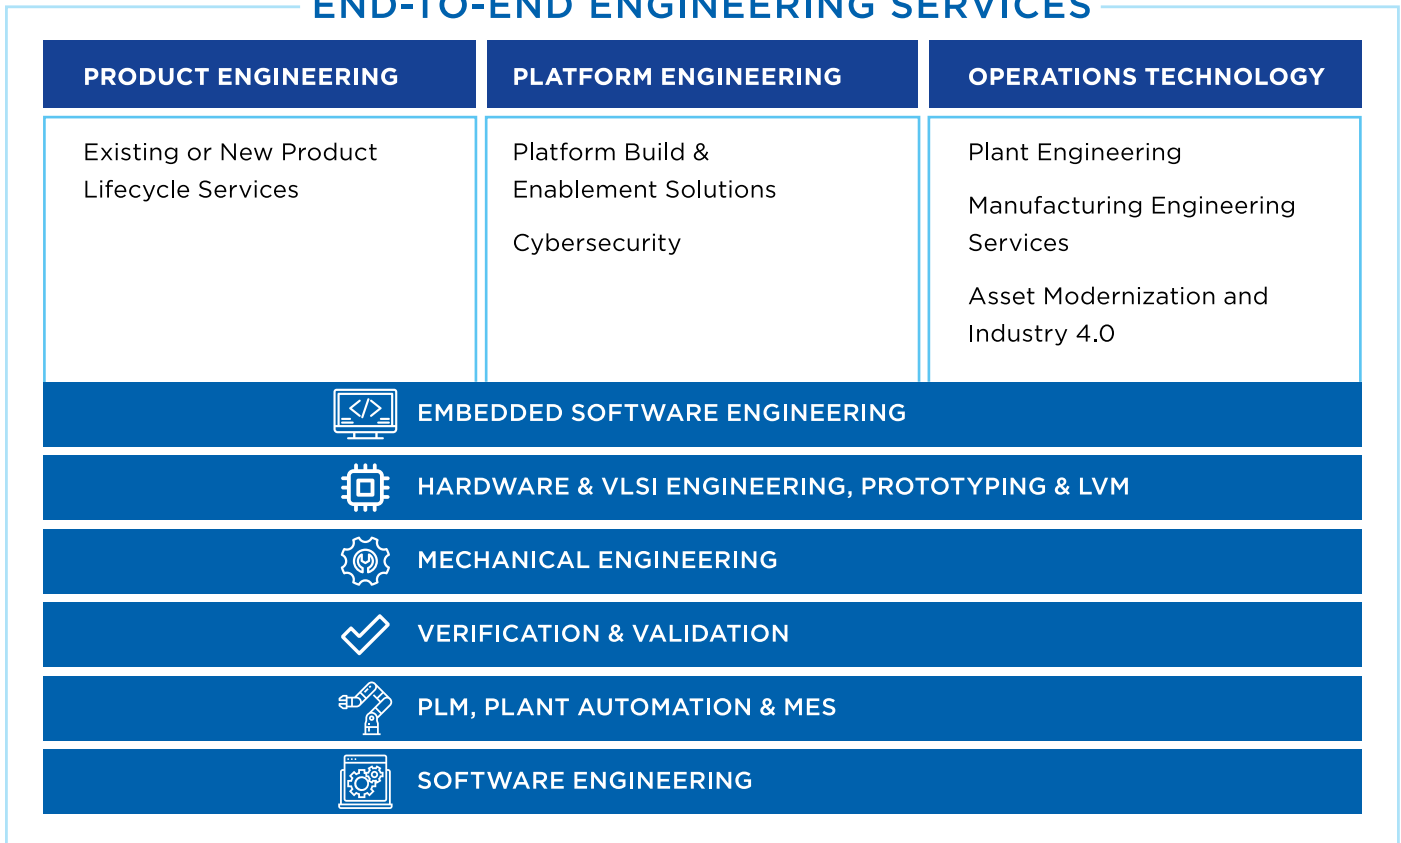 END-TO-END ENGINEERING SERVICES
PRODUCT ENGINEERING
PLATFORM ENGINEERING
OPERATIONS TECHNOLOGY
Existing or New Product
Lifecycle Services
Platform Build &
Enablement Solutions
Cybersecurity
Plant Engineering
Manufacturing Engineering
Services
Asset Modernization and
Industry 4.0
</> EMBEDDED SOFTWARE ENGINEERING
HARDWARE & VLSI ENGINEERING, PROTOTYPING & LVM
MECHANICAL ENGINEERING
VERIFICATION & VALIDATION
PLM, PLANT AUTOMATION & MES
SOFTWARE ENGINEERING